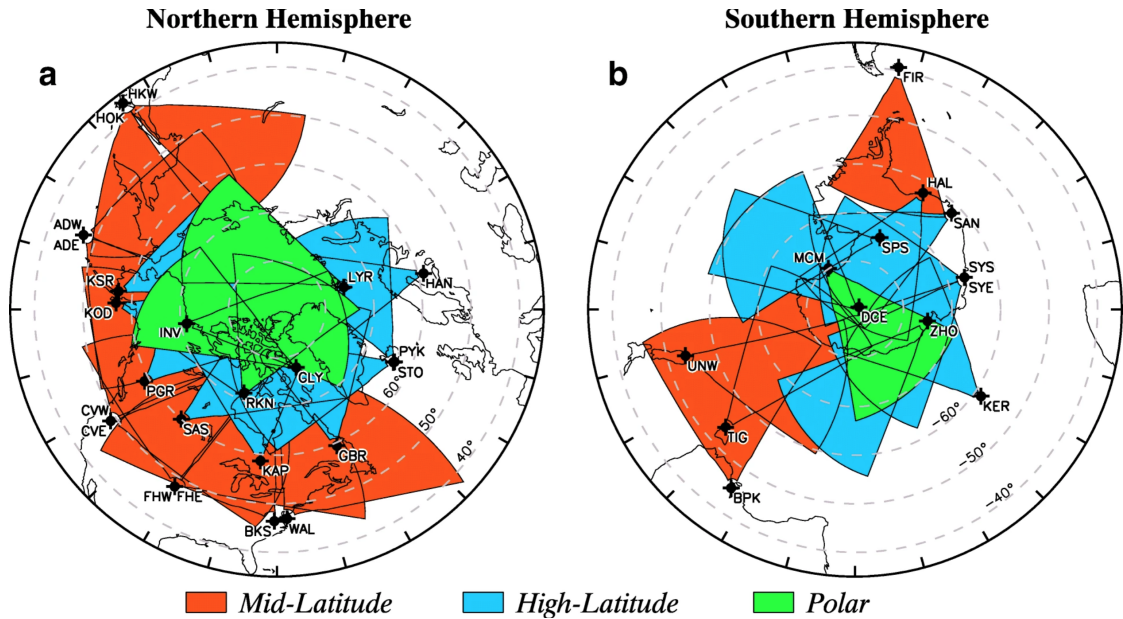 Northern Hemisphere
Southern Hemisphere
a
b
HKW
HOK
ADW
ADE
KSR
KOD
INV
PGR
CVW
CVE
SAS
FHW FHE
RKN
KAP
BKS
WAL
GBR
CLY
LYR
HAN
PYK
STO
60°
50°
40°
FIR
HAL
SAN
SPS
MCM
SYS
SYE
DCE
ZHO
UNW
TIG
BPK
KER
-60°
-50°
-40°
Mid-Latitude
High-Latitude
Polar